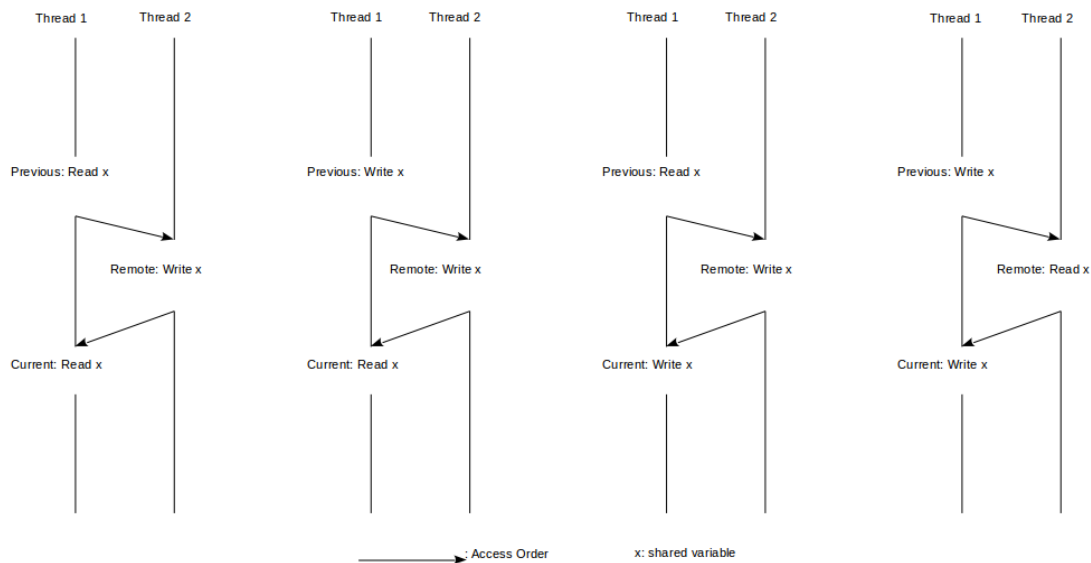 Thread 1 Thread 2 Thread 1 Thread 2 Thread 1 Thread 2 Thread 1 Thread 2
Previous: Read x Previous: Write x Previous: Read x Previous: Write x
Remote: Write x Remote: Write x Remote: Write x Remote: Read x
Current: Read x Current: Read x Current: Write x Current: Write x
: Access Order x: shared variable